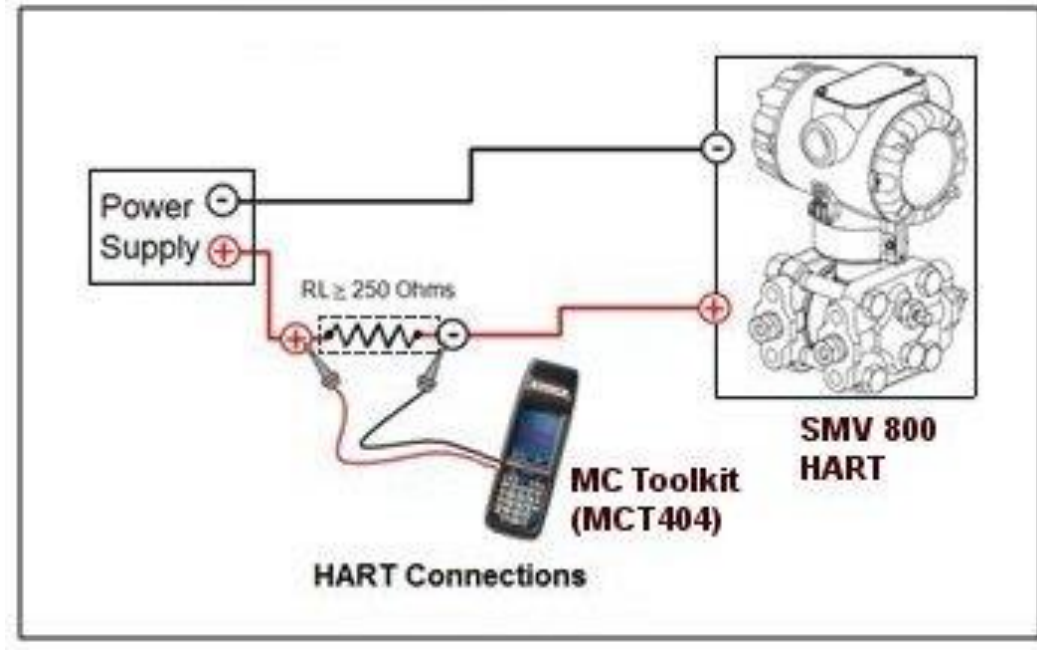 Power
Supply
-
+
RL ≥ 250 Ohms
+
-
-
+
SMV 800
HART
MC Toolkit
(MCT404)
HART Connections